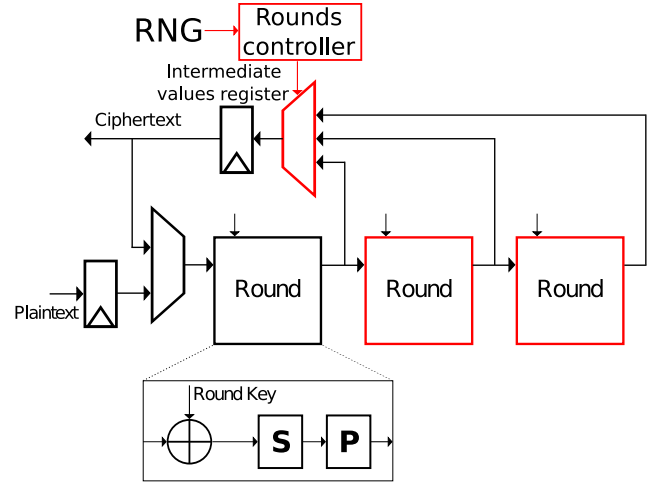 RNG
Rounds
controller
Intermediate
values register
Ciphertext
Round
Round
Round
Plaintext
Round Key
S
P